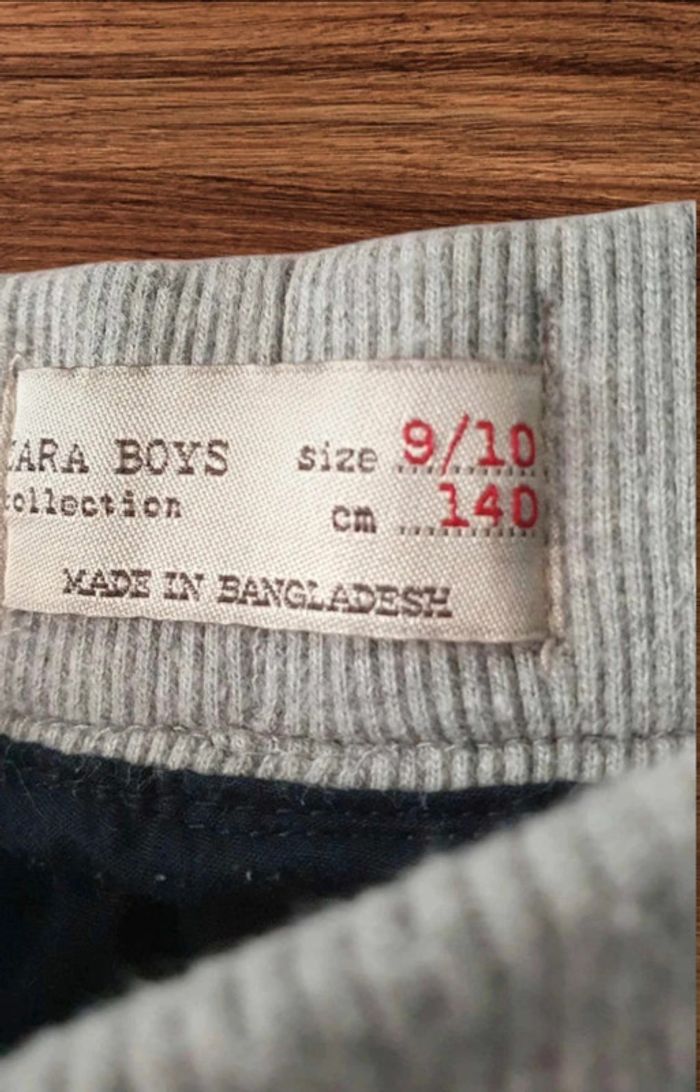 ZARA BOYS
collection
size 9/10
cm 140
MADE IN BANGLADESH